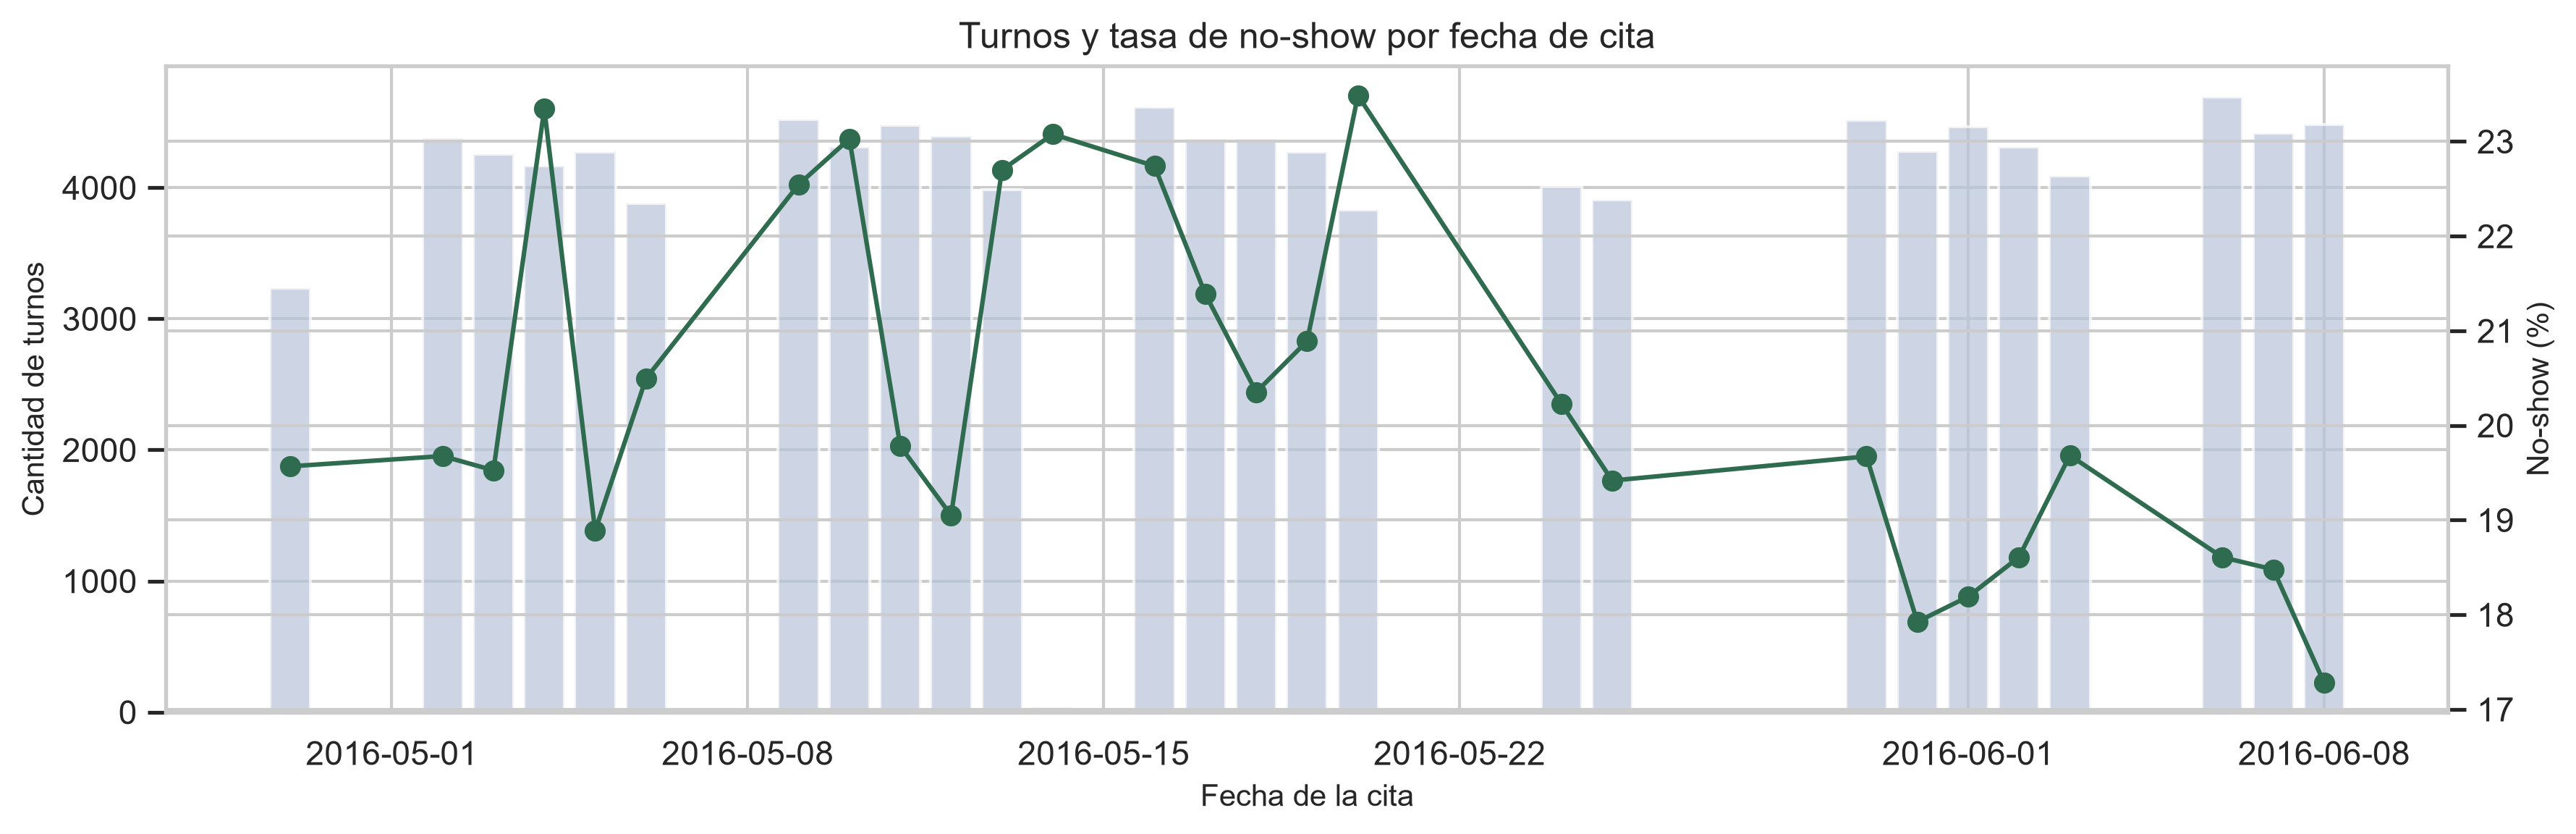 Turnos y tasa de no-show por fecha de cita
Cantidad de turnos
4000
3000
2000
1000
0
23
22
21
20
19
18
17
No-show (%)
2016-05-01 2016-05-08 2016-05-15 2016-05-22 2016-06-01 2016-06-08
Fecha de la cita